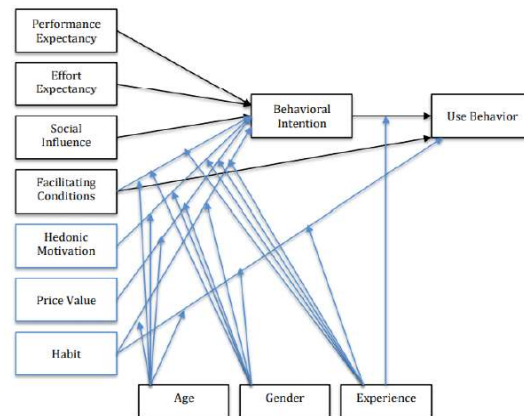 Performance
Expectancy
Effort
Expectancy
Social
Influence
Facilitating
Conditions
Hedonic
Motivation
Price Value
Habit
Behavioral
Intention
Use Behavior
Age
Gender
Experience